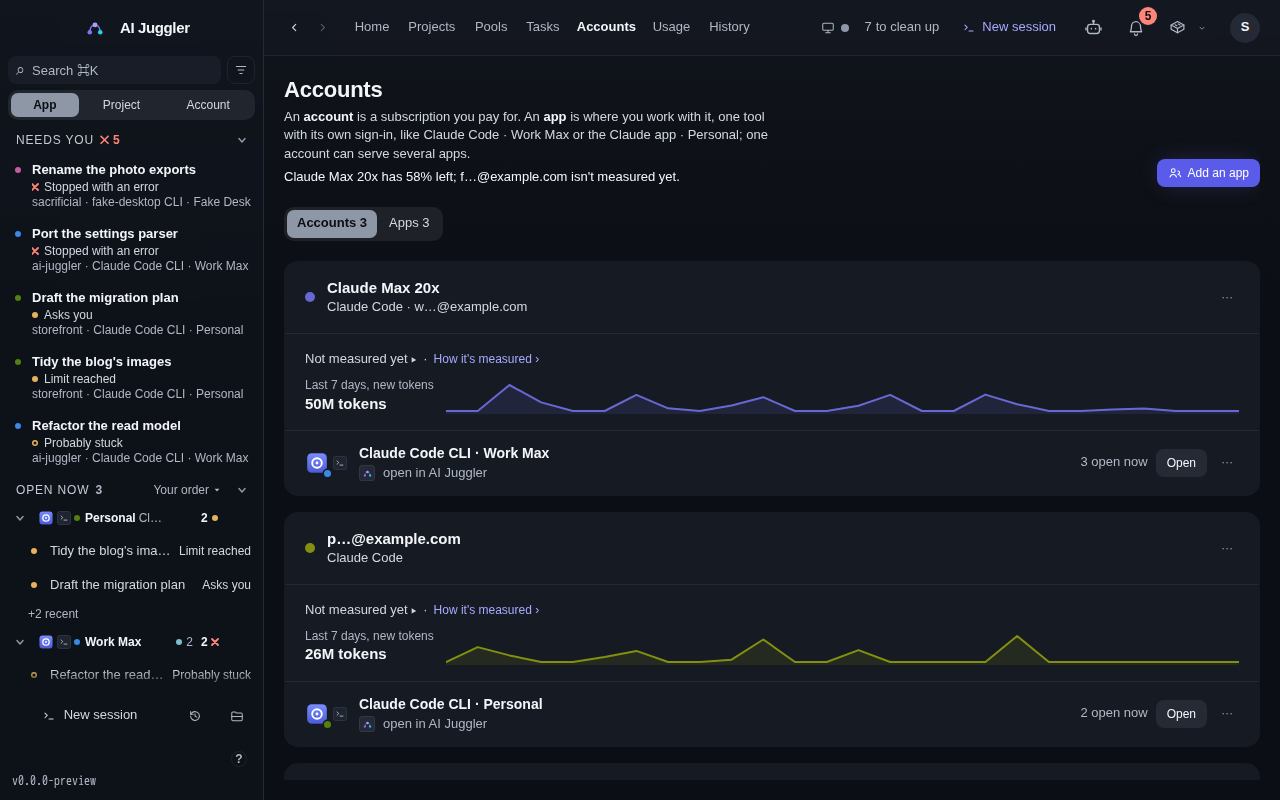 AI Juggler
Search ⌘K
App
Project
Account
NEEDS YOU 5
Rename the photo exports
Stopped with an error
sacrificial · fake-desktop CLI · Fake Desk
Port the settings parser
Stopped with an error
ai-juggler · Claude Code CLI · Work Max
Draft the migration plan
Asks you
storefront · Claude Code CLI · Personal
Tidy the blog's images
Limit reached
storefront · Claude Code CLI · Personal
Refactor the read model
Probably stuck
ai-juggler · Claude Code CLI · Work Max
OPEN NOW 3
Your order
Personal Cl…
2
Tidy the blog's ima… Limit reached
Draft the migration plan Asks you
+2 recent
Work Max
2 2
Refactor the read… Probably stuck
New session
?
v0.0.0-preview
Home
Projects
Pools
Tasks
Accounts
Usage
History
7 to clean up
New session
5
S
Accounts
An account is a subscription you pay for. An app is where you work with it, one tool
with its own sign-in, like Claude Code · Work Max or the Claude app · Personal; one
account can serve several apps.
Claude Max 20x has 58% left; f…@example.com isn't measured yet.
Add an app
Accounts 3
Apps 3
Claude Max 20x
Claude Code · w…@example.com
Not measured yet ▸ · How it's measured ›
Last 7 days, new tokens
50M tokens
Claude Code CLI · Work Max
open in AI Juggler
3 open now
Open
p…@example.com
Claude Code
Not measured yet ▸ · How it's measured ›
Last 7 days, new tokens
26M tokens
Claude Code CLI · Personal
open in AI Juggler
2 open now
Open